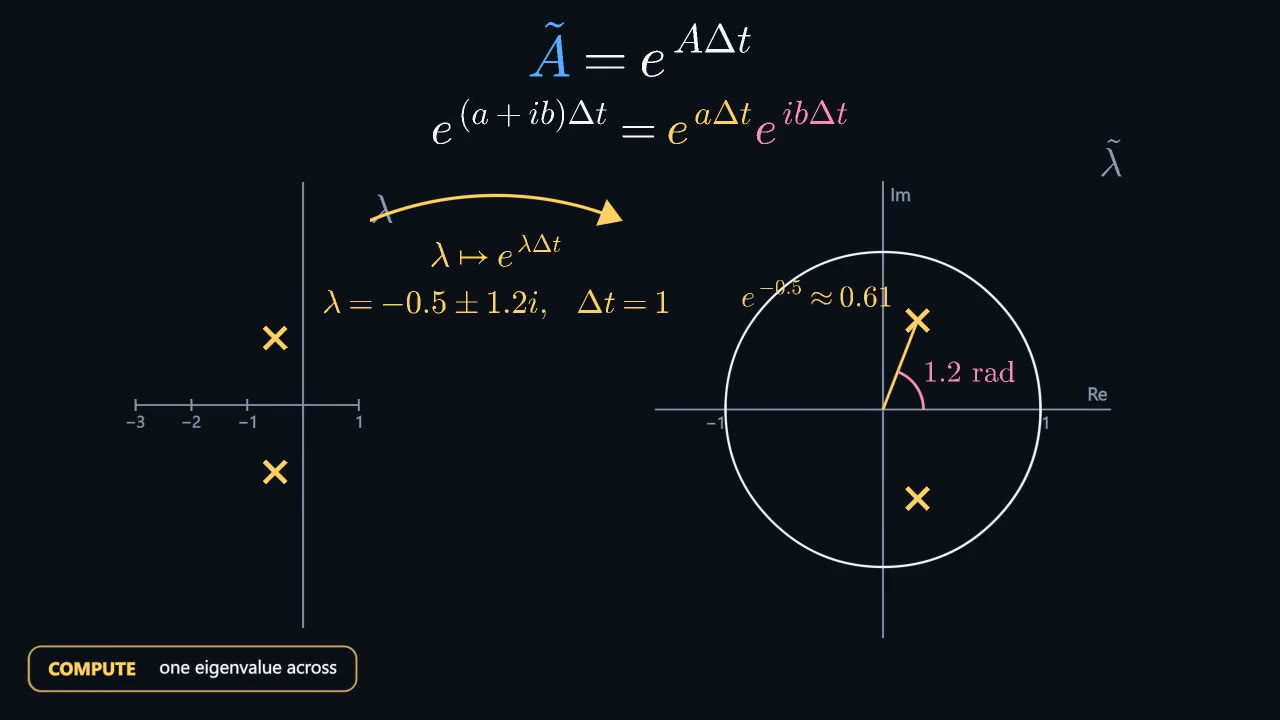 Ã = e^{AΔt}
e^{(a + ib)Δt} = e^{aΔt} e^{ibΔt}
λ̃
λ
Im
λ ↦ e^{λΔt}
λ = −0.5 ± 1.2i, Δt = 1
e^{−0.5} ≈ 0.61
1.2 rad
Re
−3 −2 −1 1
−1 1
COMPUTE one eigenvalue across